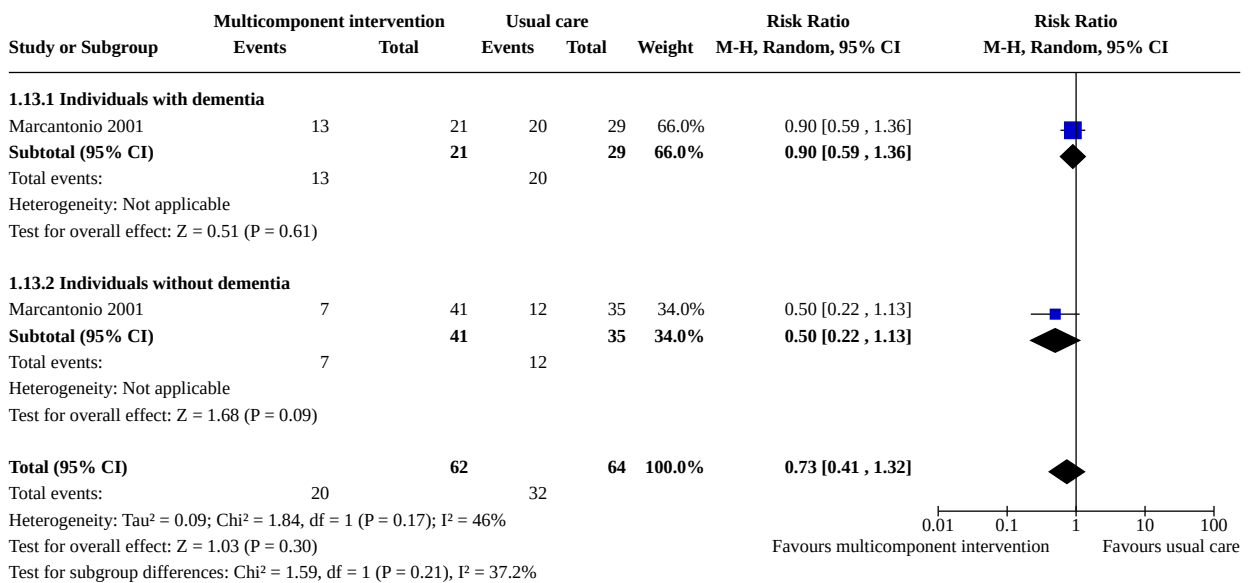 Multicomponent intervention Usual care Risk Ratio Risk Ratio
Study or Subgroup Events Total Events Total Weight M-H, Random, 95% CI M-H, Random, 95% CI
1.13.1 Individuals with dementia
Marcantonio 2001 13 21 20 29 66.0% 0.90 [0.59 , 1.36]
Subtotal (95% CI) 21 29 66.0% 0.90 [0.59 , 1.36]
Total events: 13 20
Heterogeneity: Not applicable
Test for overall effect: Z = 0.51 (P = 0.61)
1.13.2 Individuals without dementia
Marcantonio 2001 7 41 12 35 34.0% 0.50 [0.22 , 1.13]
Subtotal (95% CI) 41 35 34.0% 0.50 [0.22 , 1.13]
Total events: 7 12
Heterogeneity: Not applicable
Test for overall effect: Z = 1.68 (P = 0.09)
Total (95% CI) 62 64 100.0% 0.73 [0.41 , 1.32]
Total events: 20 32
Heterogeneity: Tau² = 0.09; Chi² = 1.84, df = 1 (P = 0.17); I² = 46%
0.01 0.1 1 10 100
Test for overall effect: Z = 1.03 (P = 0.30)
Favours multicomponent intervention Favours usual care
Test for subgroup differences: Chi² = 1.59, df = 1 (P = 0.21), I² = 37.2%